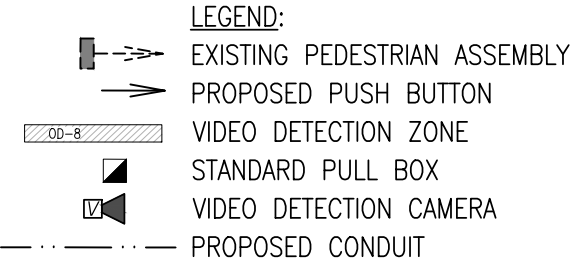 LEGEND:
EXISTING PEDESTRIAN ASSEMBLY
PROPOSED PUSH BUTTON
OD-8 VIDEO DETECTION ZONE
STANDARD PULL BOX
V VIDEO DETECTION CAMERA
PROPOSED CONDUIT